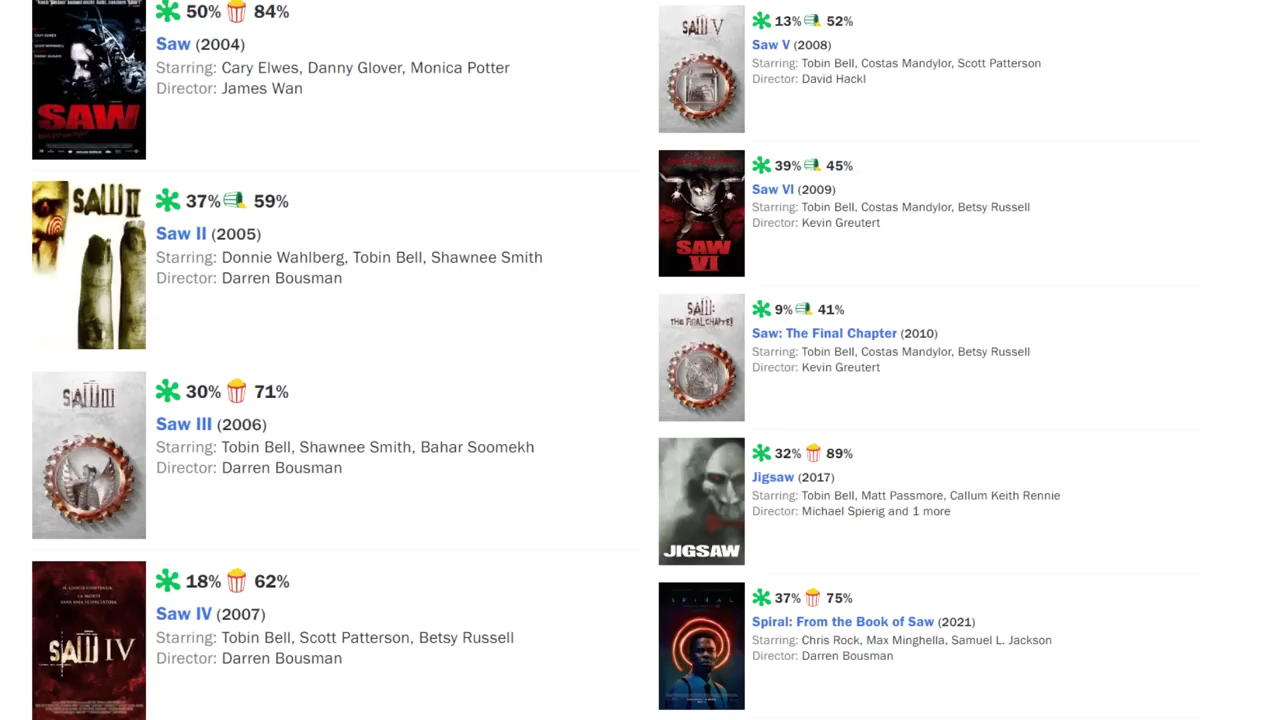 50% 84%
Saw (2004)
Starring: Cary Elwes, Danny Glover, Monica Potter
Director: James Wan
SAW
37% 59%
Saw II (2005)
Starring: Donnie Wahlberg, Tobin Bell, Shawnee Smith
Director: Darren Bousman
SAW II
30% 71%
Saw III (2006)
Starring: Tobin Bell, Shawnee Smith, Bahar Soomekh
Director: Darren Bousman
SAW III
18% 62%
Saw IV (2007)
Starring: Tobin Bell, Scott Patterson, Betsy Russell
Director: Darren Bousman
SAW IV
13% 52%
Saw V (2008)
Starring: Tobin Bell, Costas Mandylor, Scott Patterson
Director: David Hackl
SAW V
39% 45%
Saw VI (2009)
Starring: Tobin Bell, Costas Mandylor, Betsy Russell
Director: Kevin Greutert
SAW
VI
9% 41%
Saw: The Final Chapter (2010)
Starring: Tobin Bell, Costas Mandylor, Betsy Russell
Director: Kevin Greutert
SAW:
THE FINAL CHAPTER
32% 89%
Jigsaw (2017)
Starring: Tobin Bell, Matt Passmore, Callum Keith Rennie
Director: Michael Spierig and 1 more
JIGSAW
37% 75%
Spiral: From the Book of Saw (2021)
Starring: Chris Rock, Max Minghella, Samuel L. Jackson
Director: Darren Bousman
SPIRAL